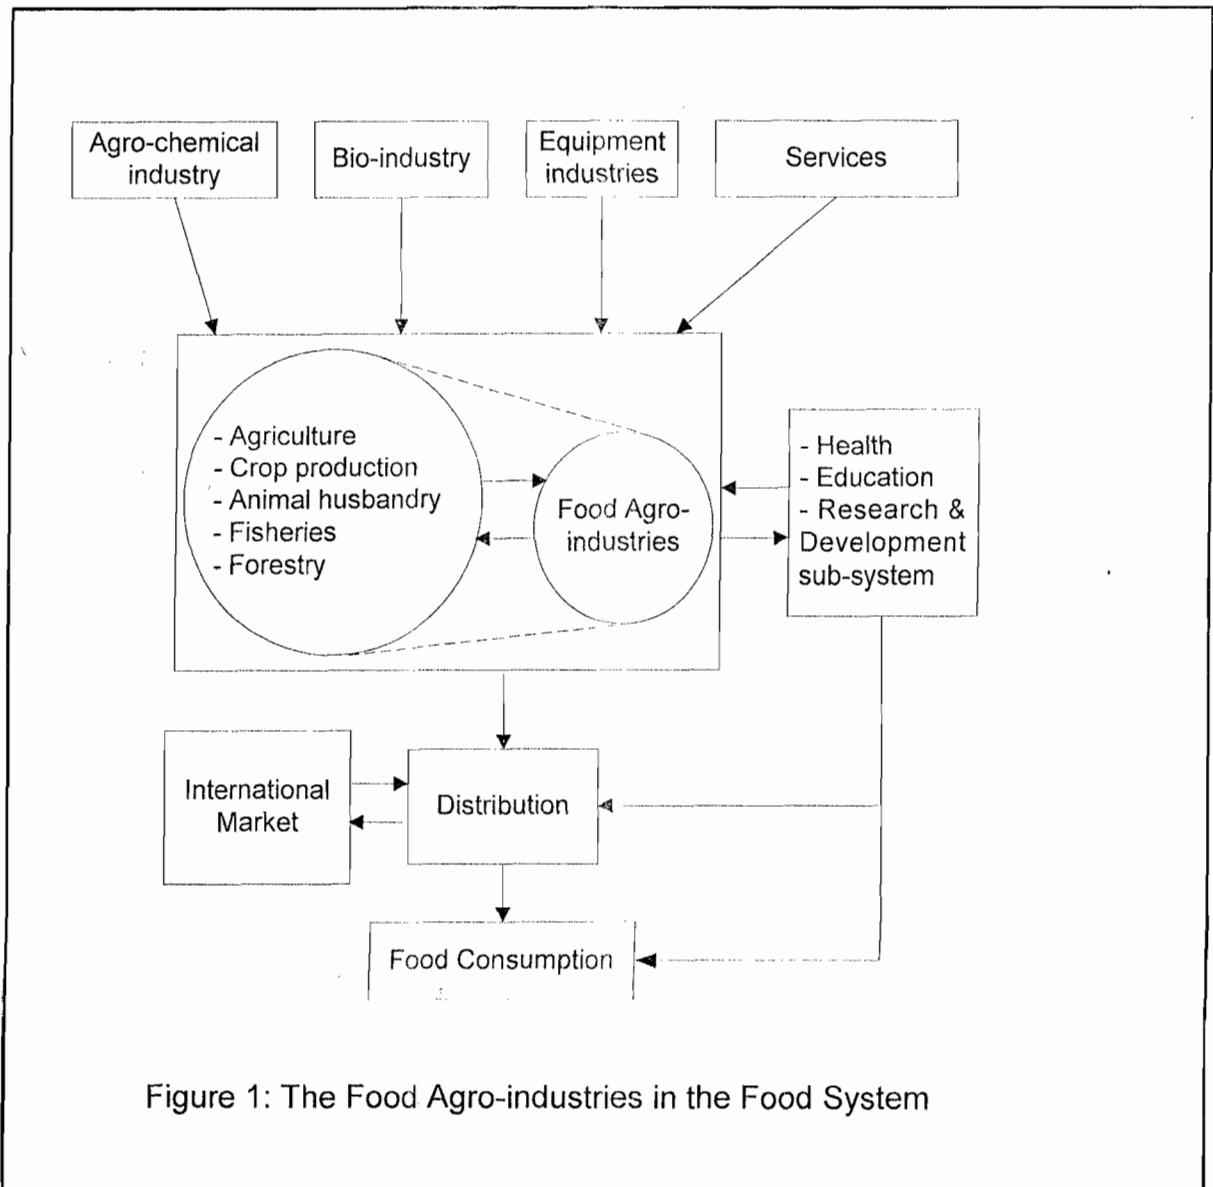 Agro-chemical
industry
Bio-industry
Equipment
industries
Services
- Agriculture
- Crop production
- Animal husbandry
- Fisheries
- Forestry
Food Agro-
industries
- Health
- Education
- Research &
Development
sub-system
International
Market
Distribution
Food Consumption
Figure 1: The Food Agro-industries in the Food System